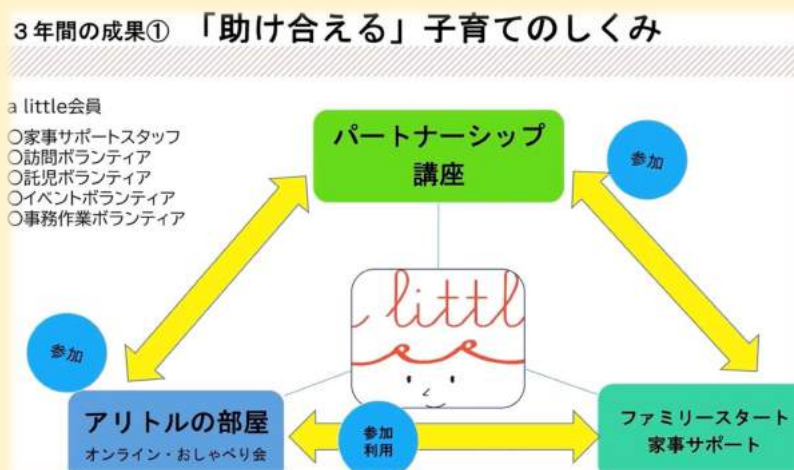 3年間の成果① 「助け合える」子育てのしくみ
a little会員
○家事サポートスタッフ
○訪問ボランティア
○託児ボランティア
○イベントボランティア
○事務作業ボランティア
パートナーシップ
講座
参加
a littl
参加
アリトルの部屋
オンライン・おしゃべり会
参加
利用
ファミリースタート
家事サポート